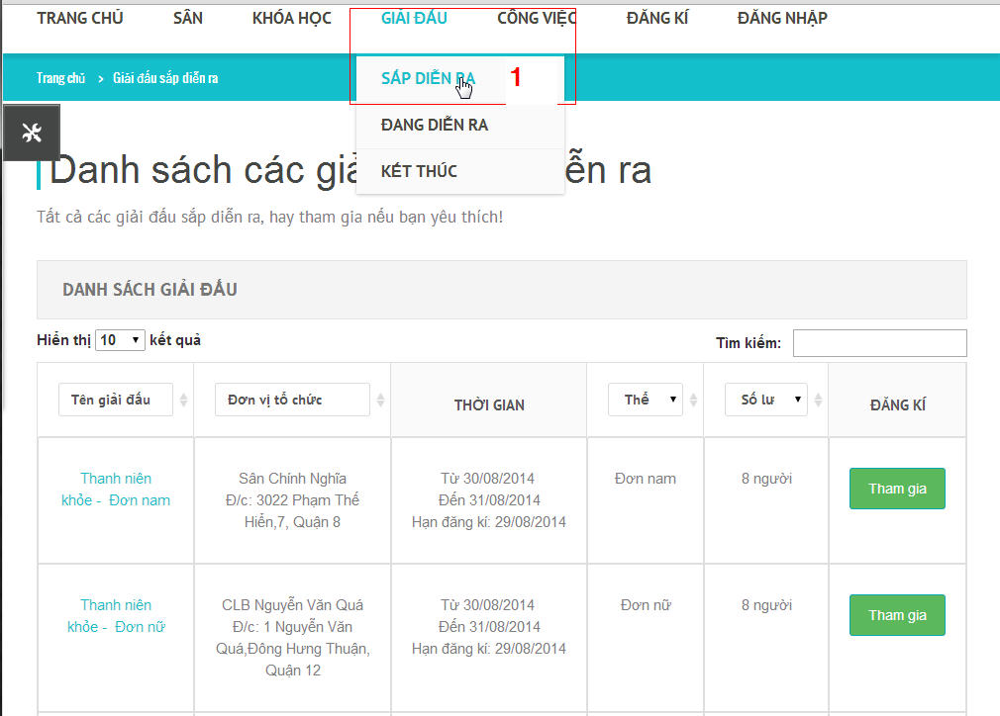 TRANG CHỦ SÂN KHÓA HỌC GIẢI ĐẤU CÔNG VIỆC ĐĂNG KÍ ĐĂNG NHẬP
Trang chủ > Giải đấu sắp diễn ra
SẮP DIỄN RA 1
ĐANG DIỄN RA
KẾT THÚC
Danh sách các diễn ra
Tất cả các giải đấu sắp diễn ra, hay tham gia nếu bạn yêu thích!
DANH SÁCH GIẢI ĐẤU
Hiển thị 10 kết quả
Tìm kiếm:
Tên giải đấu Đơn vị tổ chức THỜI GIAN Thể Số lư ĐĂNG KÍ
Thanh niên
khỏe - Đơn nam
Sân Chính Nghĩa
Đ/c: 3022 Phạm Thế
Hiển,7, Quận 8
Từ 30/08/2014
Đến 31/08/2014
Hạn đăng kí: 29/08/2014
Đơn nam
8 người
Tham gia
Thanh niên
khỏe - Đơn nữ
CLB Nguyễn Văn Quá
Đ/c: 1 Nguyễn Văn
Quá,Đông Hưng Thuận,
Quận 12
Từ 30/08/2014
Đến 31/08/2014
Hạn đăng kí: 29/08/2014
Đơn nữ
8 người
Tham gia